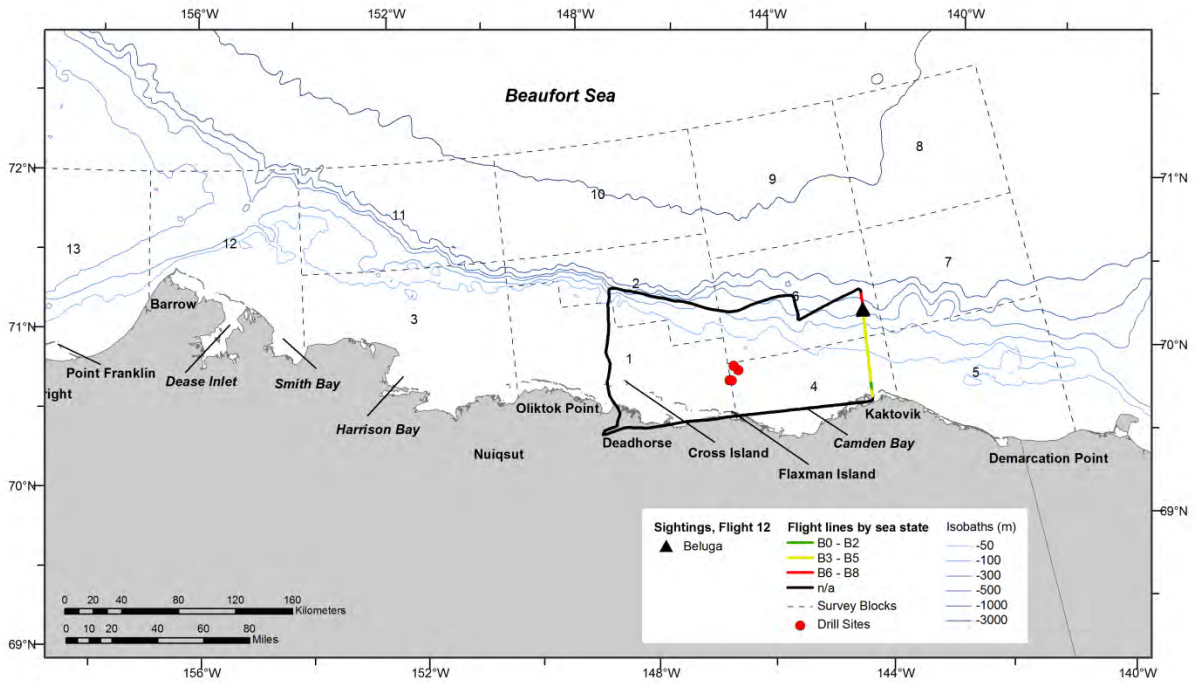 156°W 152°W 148°W 144°W 140°W
Beaufort Sea
72°N
71°N
8
9
10
11
12
13
7
6
2
3
71°N
70°N
1
4
5
Barrow
Point Franklin
right
Dease Inlet
Smith Bay
Harrison Bay
Oliktok Point
Nuiqsut
Deadhorse
Cross Island
Flaxman Island
Camden Bay
Kaktovik
Demarcation Point
70°N
69°N
69°N
Sightings, Flight 12
Beluga
Flight lines by sea state
B0 - B2
B3 - B5
B6 - B8
n/a
Survey Blocks
Drill Sites
Isobaths (m)
-50
-100
-300
-500
-1000
-3000
0 20 40 80 120 160
Kilometers
0 10 20 40 60 80
Miles
156°W 152°W 148°W 144°W 140°W